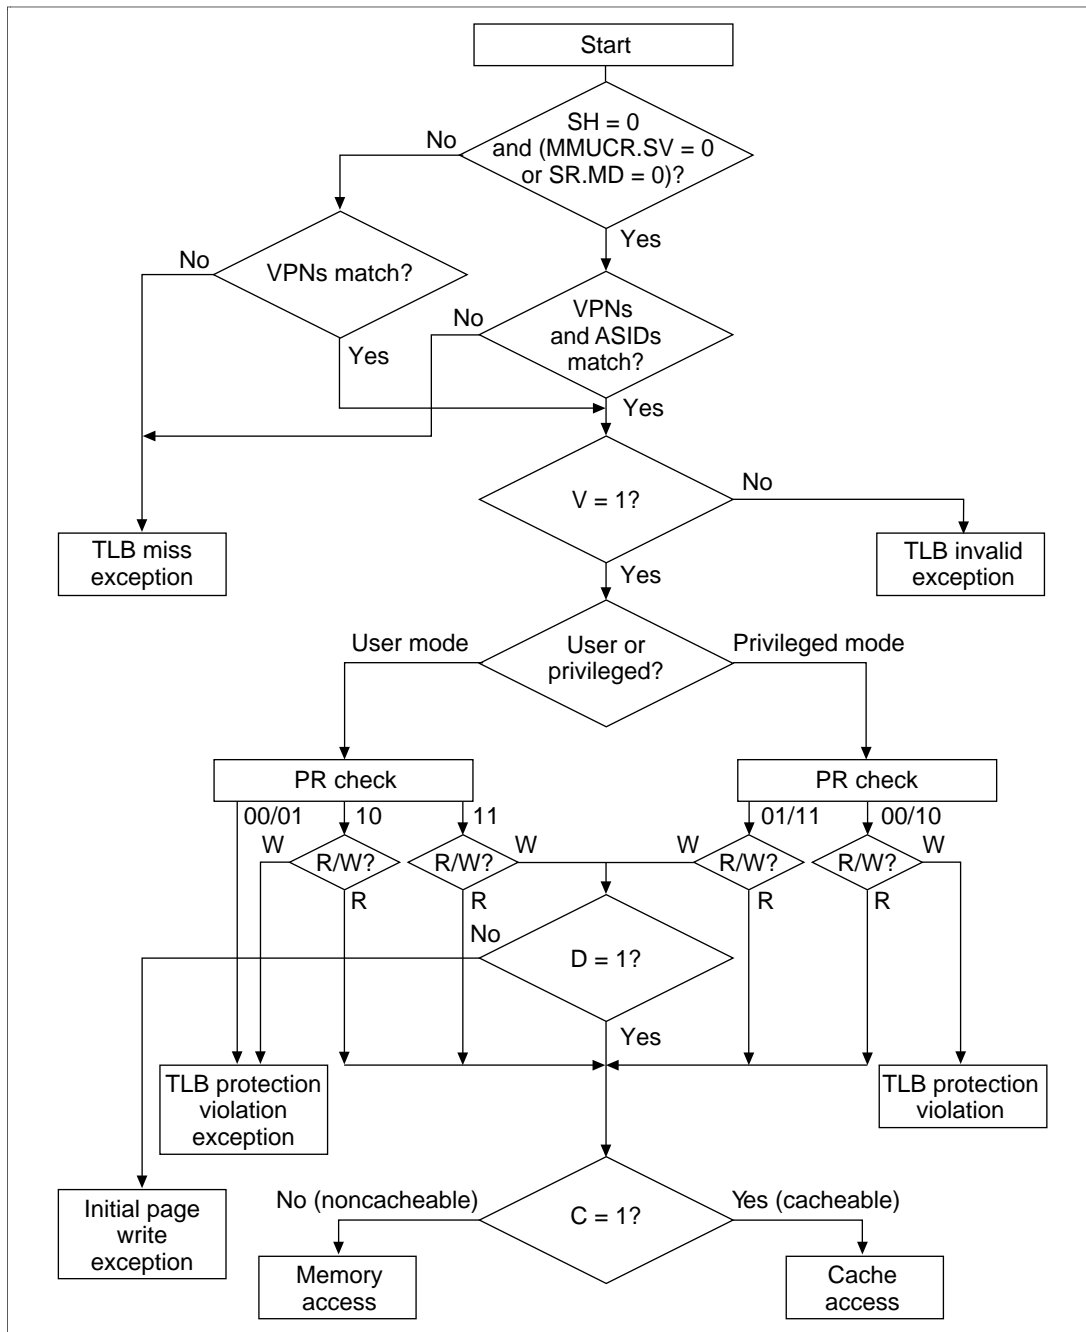 Start
SH = 0
and (MMUCR.SV = 0
or SR.MD = 0)?
No
Yes
No
VPNs match?
Yes
No
VPNs
and ASIDs
match?
Yes
V = 1?
No
Yes
TLB miss
exception
TLB invalid
exception
User mode
User or
privileged?
Privileged mode
PR check
PR check
00/01
10
11
01/11
00/10
W
R/W?
R/W?
W
W
R/W?
R/W?
W
R
R
R
R
No
D = 1?
Yes
TLB protection
violation
exception
TLB protection
violation
Initial page
write
exception
No (noncacheable)
C = 1?
Yes (cacheable)
Memory
access
Cache
access